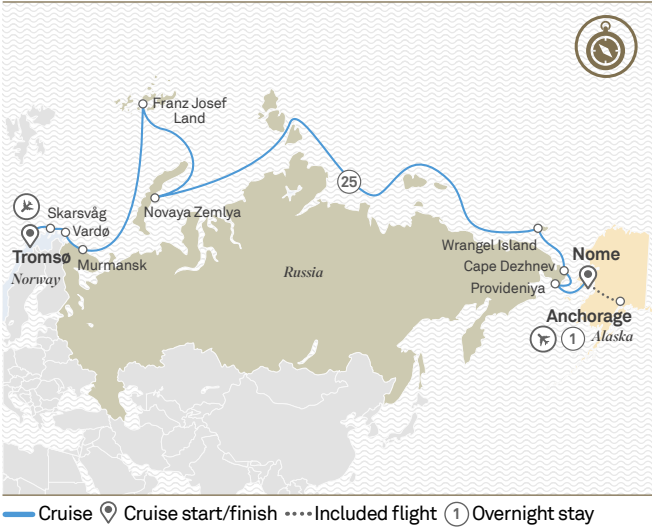 Franz Josef
Land
25
Novaya Zemlya
Skarsvåg
Vardø
Tromsø
Murmansk
Norway
Russia
Wrangel Island
Nome
Cape Dezhnev
Provideniya
Anchorage
1
Alaska
Cruise
Cruise start/finish
Included flight
1 Overnight stay